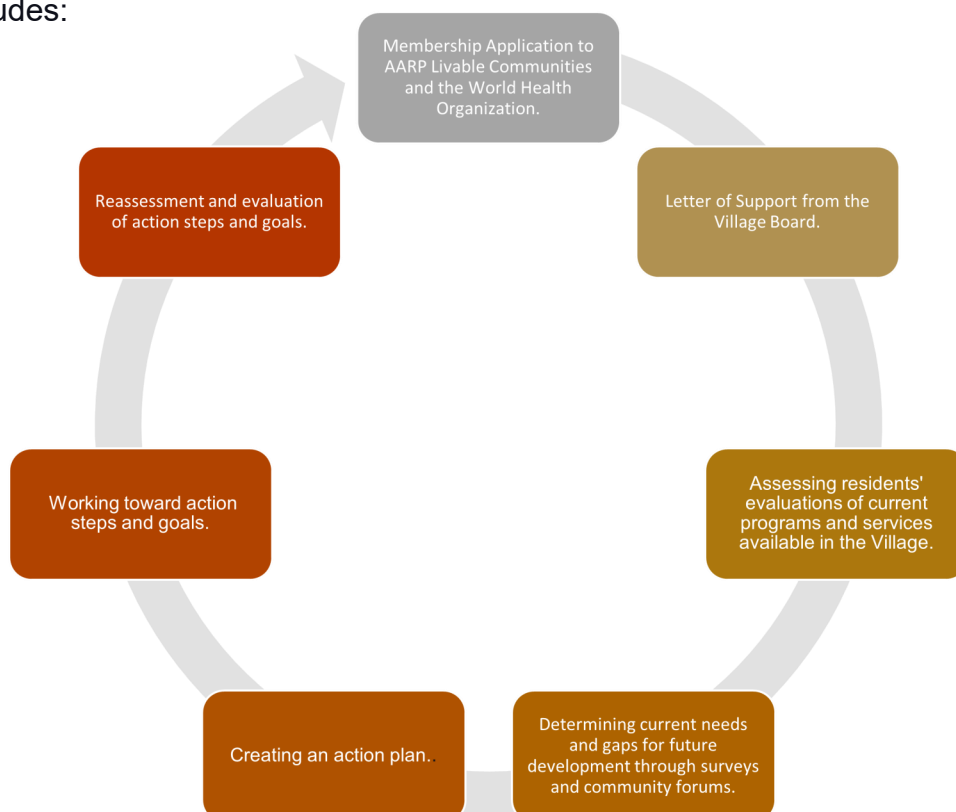 udes:
Membership Application to
AARP Livable Communities
and the World Health
Organization.
Letter of Support from the
Village Board.
Assessing residents'
evaluations of current
programs and services
available in the Village.
Determining current needs
and gaps for future
development through surveys
and community forums.
Creating an action plan..
Working toward action
steps and goals.
Reassessment and evaluation
of action steps and goals.